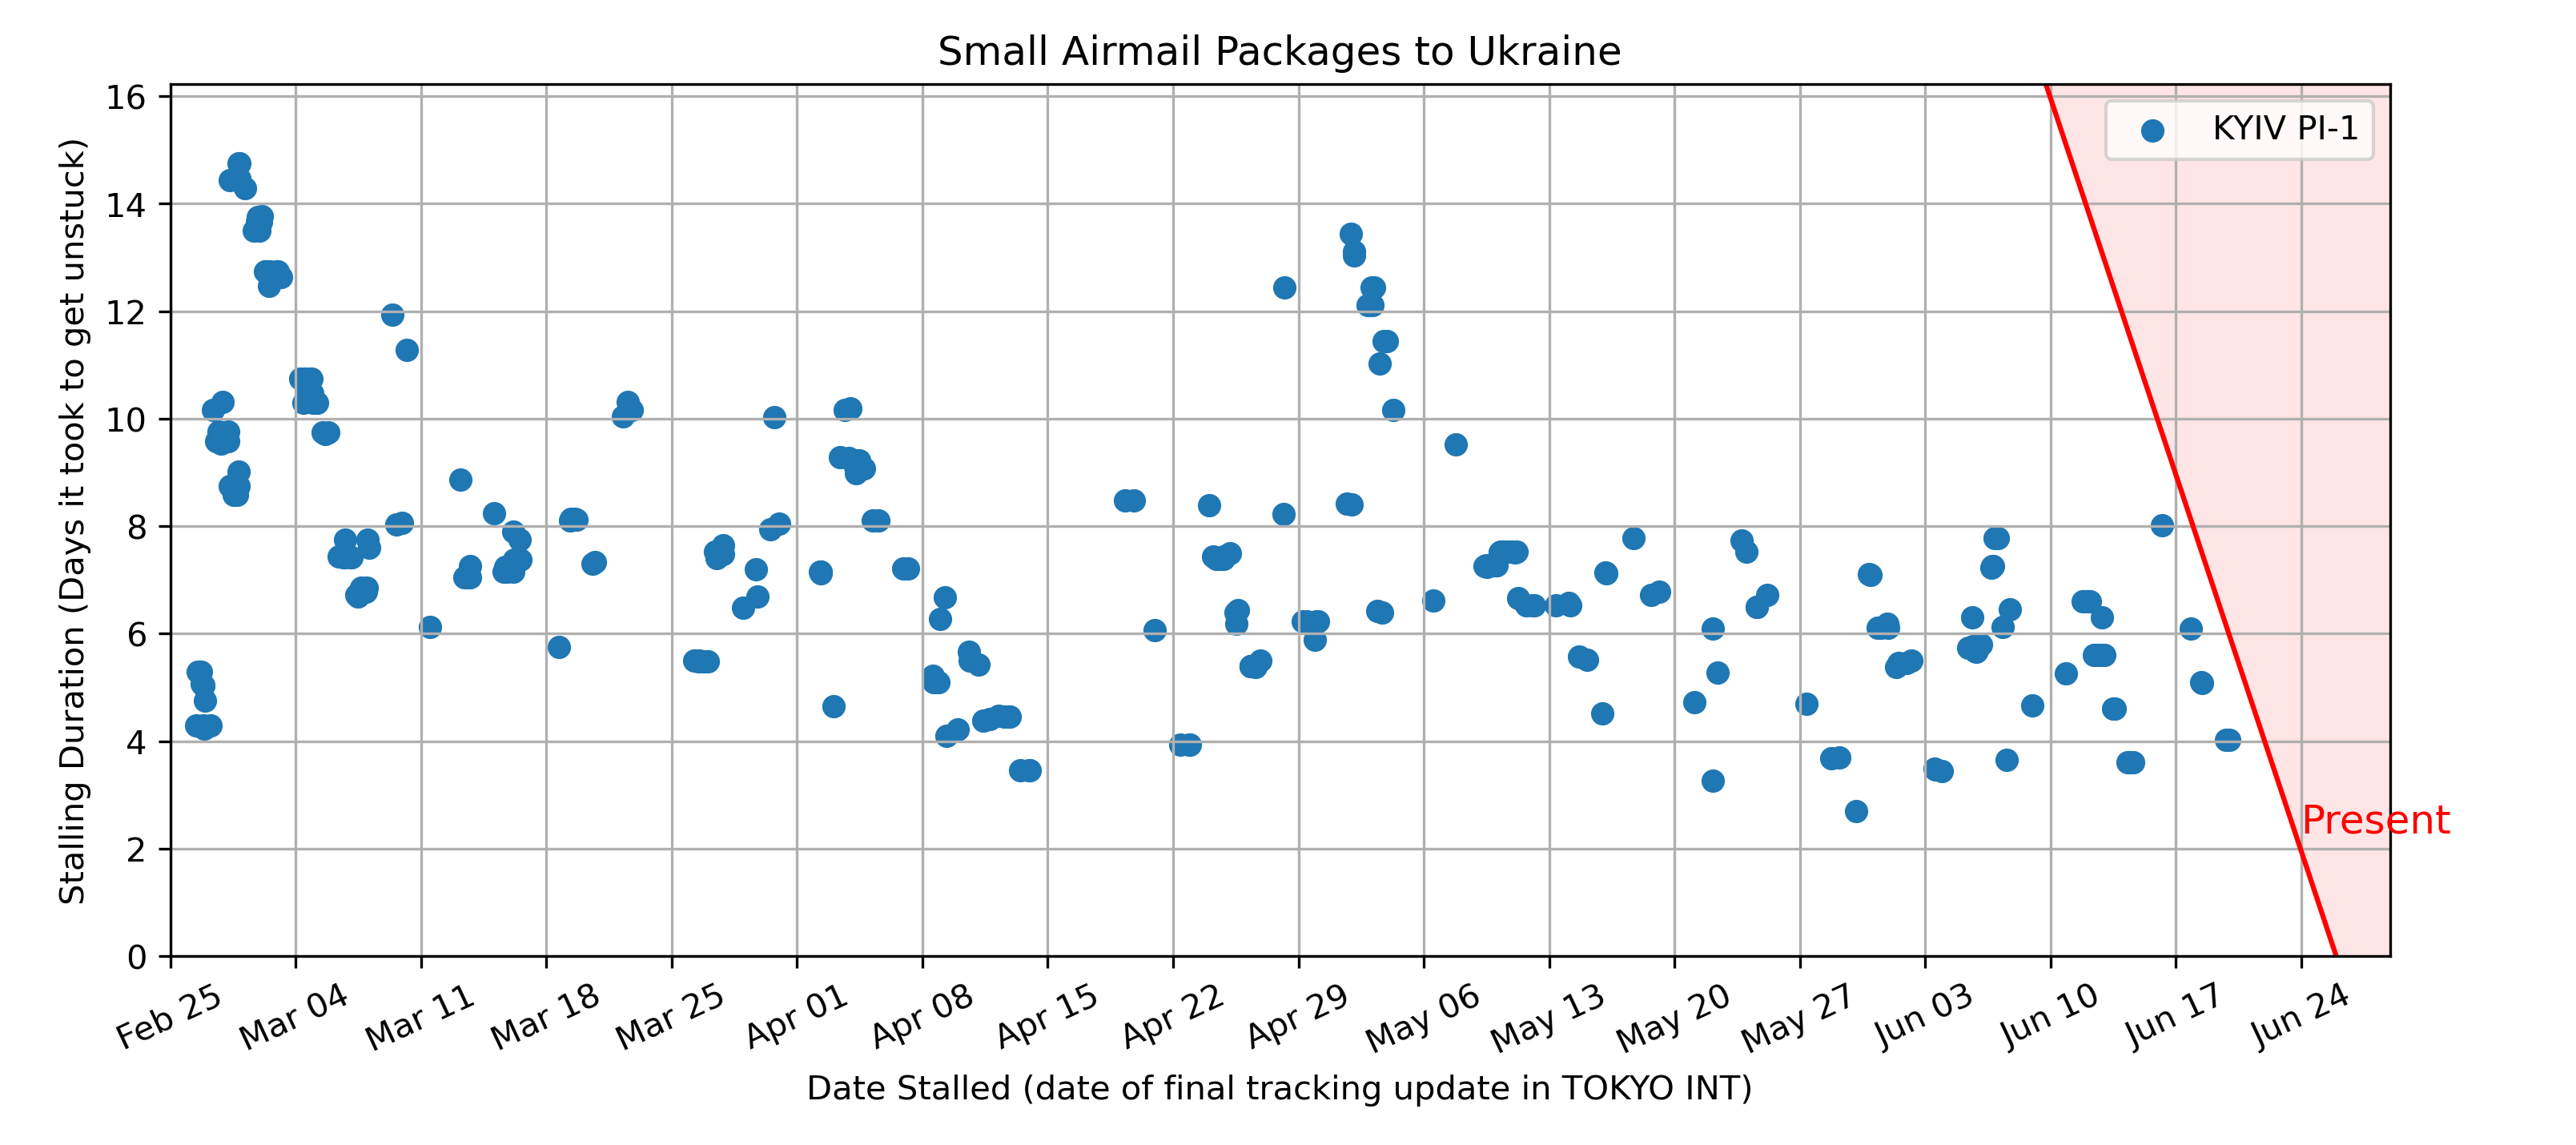 Small Airmail Packages to Ukraine
KYIV PI-1
Stalling Duration (Days it took to get unstuck)
16
14
12
10
8
6
4
2
0
Present
Feb 25 Mar 04 Mar 11 Mar 18 Mar 25 Apr 01 Apr 08 Apr 15 Apr 22 Apr 29 May 06 May 13 May 20 May 27 Jun 03 Jun 10 Jun 17 Jun 24
Date Stalled (date of final tracking update in TOKYO INT)